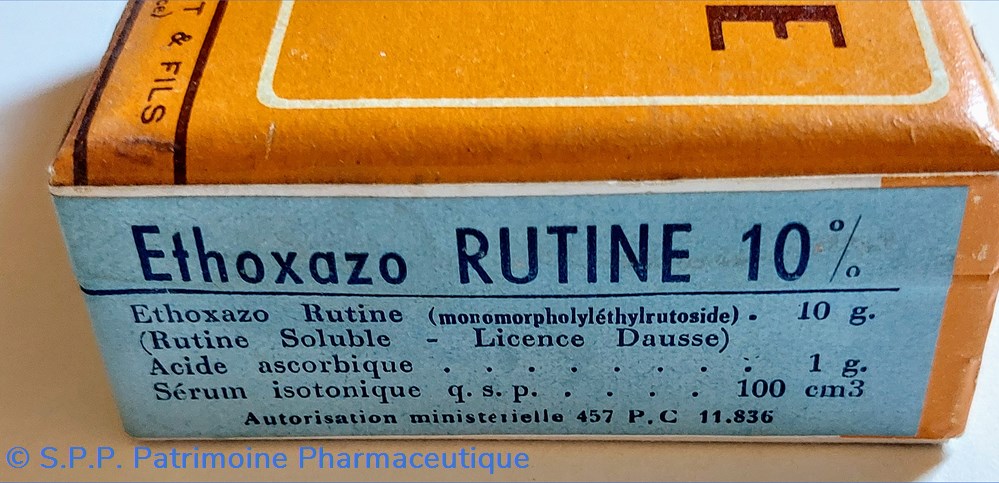 T & FILS
E
Ethoxazo RUTINE 10%
Ethoxazo Rutine (monomorpholyléthylrutoside) . 10 g.
(Rutine Soluble - Licence Dausse)
Acide ascorbique . . . . . . . . 1 g.
Sérum isotonique q. s. p. . . . . 100 cm3
Autorisation ministérielle 457 P.C 11.836
© S.P.P. Patrimoine Pharmaceutique